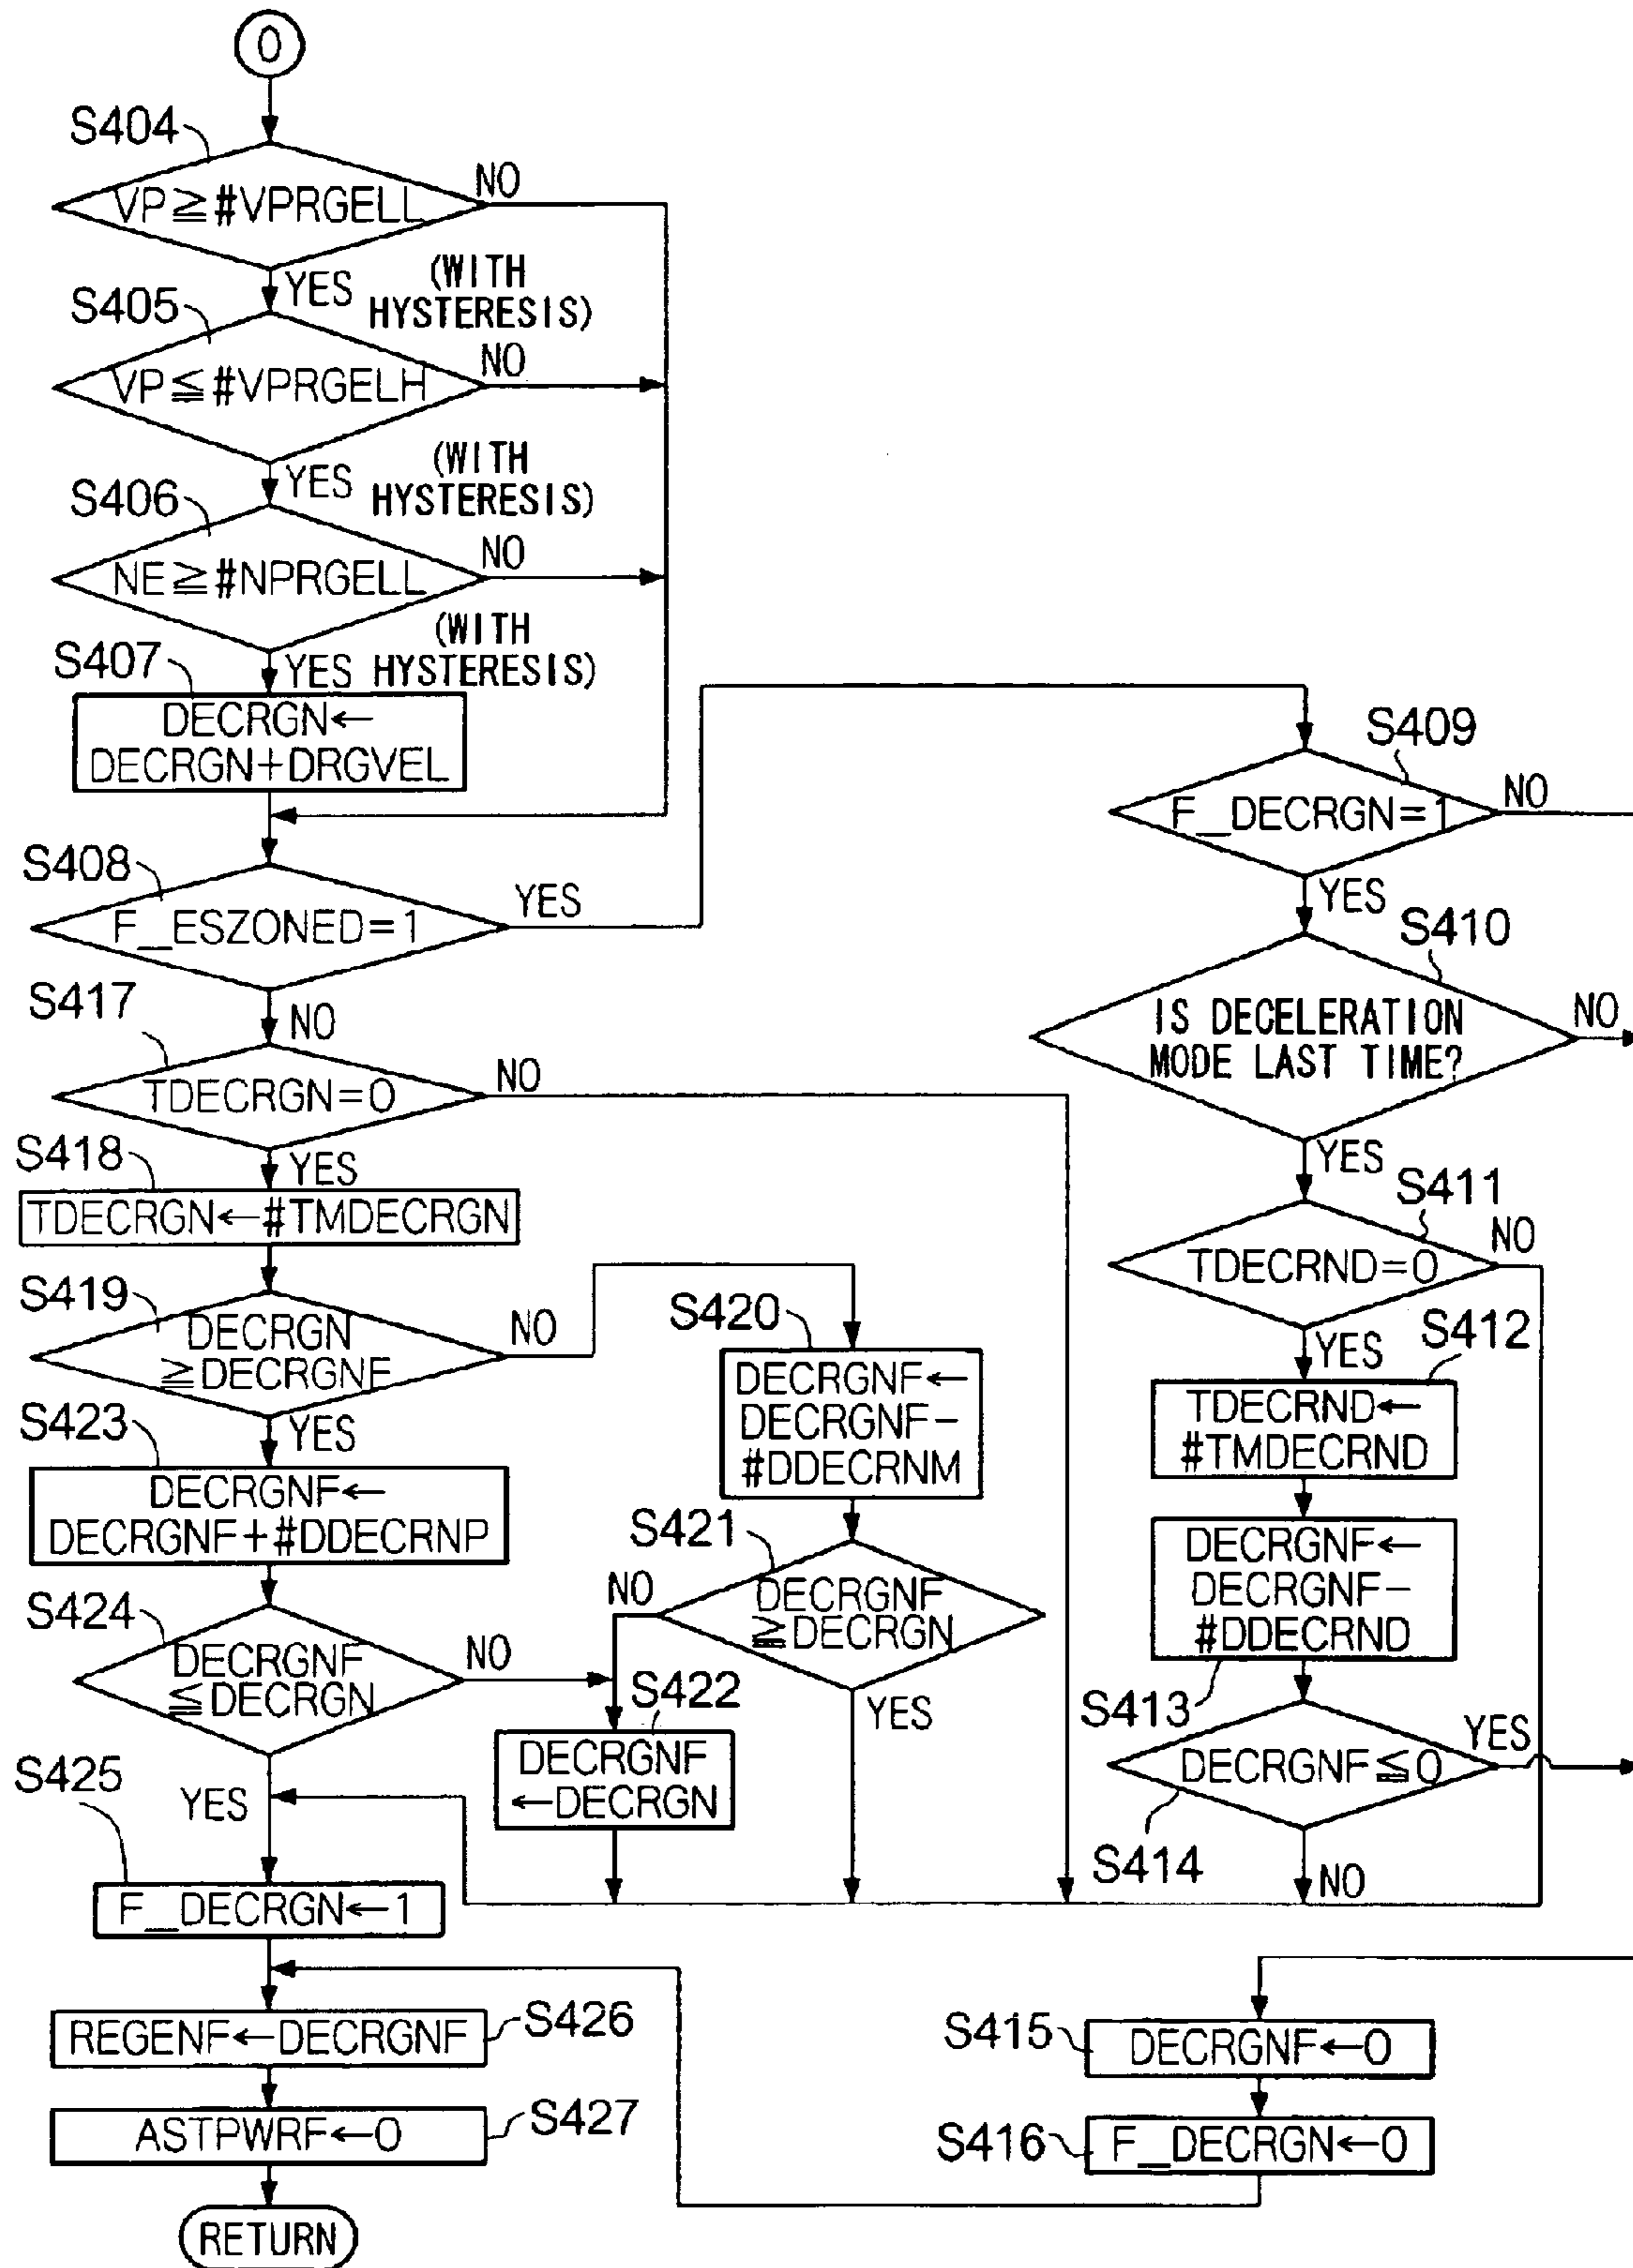 0
S404
VP≧#VPRGELL
NO
YES
(WITH
HYSTERESIS)
S405
VP≦#VPRGELH
NO
YES
(WITH
HYSTERESIS)
S406
NE≧#NPRGELL
NO
YES
(WITH
HYSTERESIS)
S407
DECRGN←
DECRGN+DRGVEL
S408
F_ESZONED=1
YES
NO
S409
F_DECRGN=1
NO
YES
S410
IS DECELERATION
MODE LAST TIME?
NO
YES
S411
TDECRND=0
NO
YES
S412
TDECRND←
#TMDECRND
DECRGNF←
DECRGNF-
#DDECRND
S413
DECRGNF≦0
YES
S414
NO
S415
DECRGNF←0
S416
F_DECRGN←0
S417
TDECRGN=0
NO
YES
S418
TDECRGN←#TMDECRGN
S419
DECRGN
≧DECRGNF
NO
YES
S420
DECRGNF←
DECRGNF-
#DDECRNM
S421
DECRGNF
≧DECRGN
NO
YES
S422
DECRGNF
←DECRGN
S423
DECRGNF←
DECRGNF+#DDECRNP
S424
DECRGNF
≦DECRGN
NO
YES
S425
F_DECRGN←1
REGENF←DECRGNF
S426
ASTPWRF←0
S427
RETURN